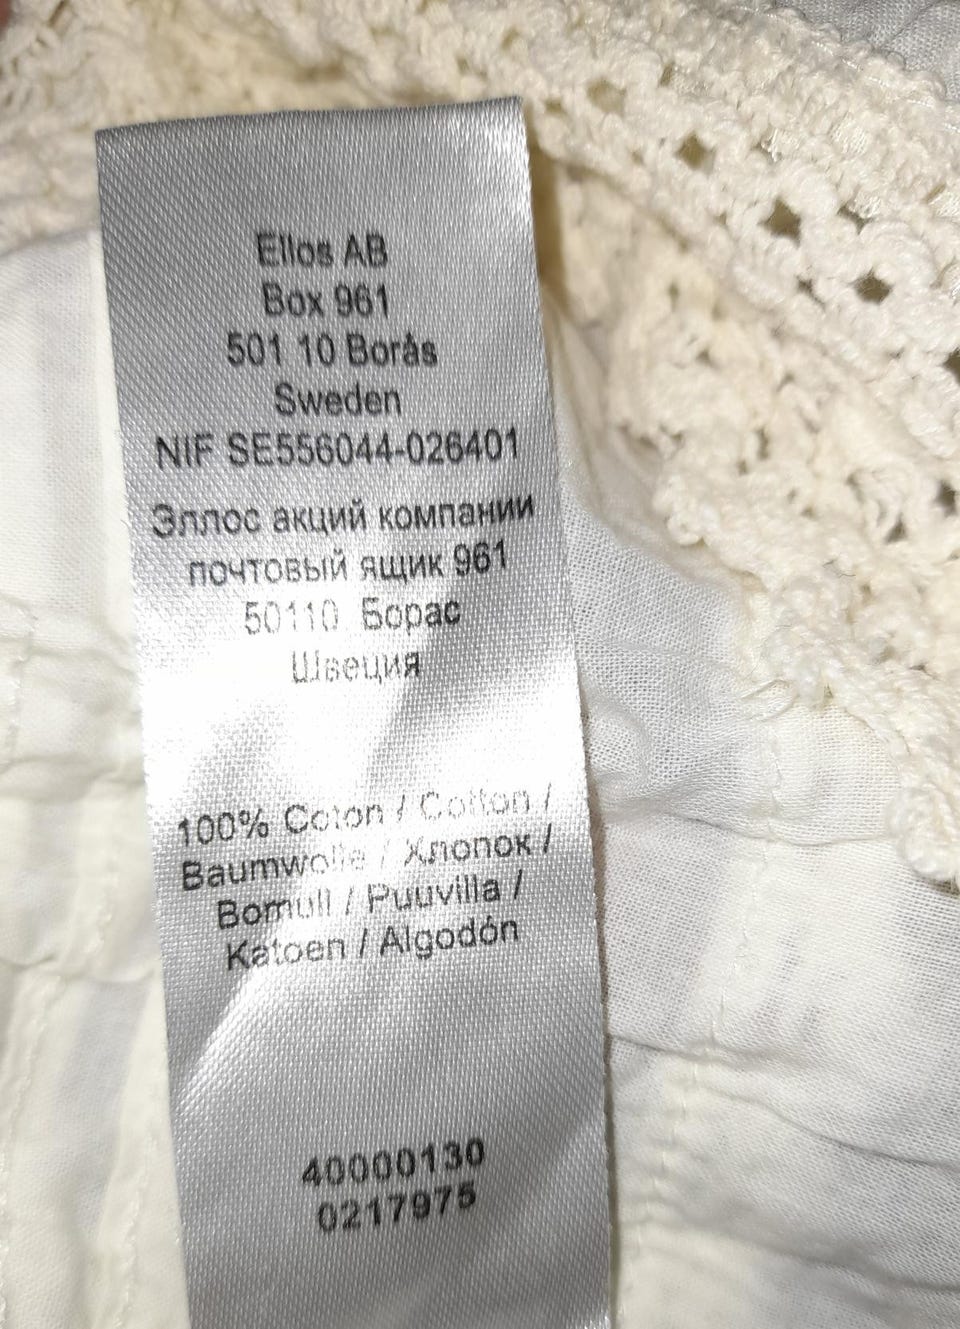 Ellos AB
Box 961
501 10 Borås
Sweden
NIF SE556044-026401
Эллос акций компании
почтовый ящик 961
50110 Борас
Швеция
100% Coton / Cotton /
Baumwolle / Хлопок /
Bomull / Puuvilla /
Katoen / Algodón
40000130
0217975